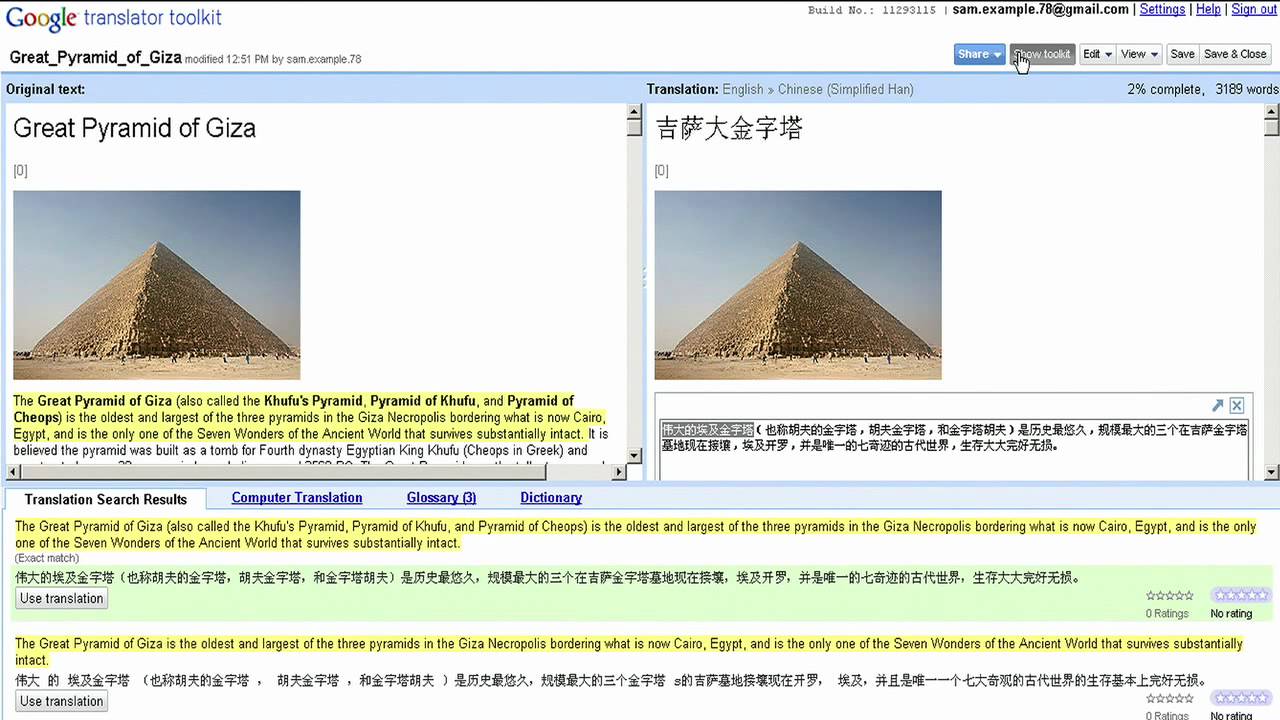 Google translator toolkit
Build No.: 11293115 | sam.example.78@gmail.com | Settings | Help | Sign out
Great_Pyramid_of_Giza modified 12:51 PM by sam.example.78
Share Show toolkit Edit View Save Save & Close
Original text:
Translation: English » Chinese (Simplified Han)
2% complete, 3189 words
Great Pyramid of Giza
吉萨大金字塔
[0]
[0]
The Great Pyramid of Giza (also called the Khufu's Pyramid, Pyramid of Khufu, and Pyramid of
Cheops) is the oldest and largest of the three pyramids in the Giza Necropolis bordering what is now Cairo,
Egypt, and is the only one of the Seven Wonders of the Ancient World that survives substantially intact. It is
believed the pyramid was built as a tomb for Fourth dynasty Egyptian King Khufu (Cheops in Greek) and
伟大的埃及金字塔(也称胡夫的金字塔,胡夫金字塔,和金字塔胡夫)是历史最悠久,规模最大的三个在吉萨金字塔
墓地现在接壤,埃及开罗,并是唯一的七奇迹的古代世界,生存大大完好无损。
Translation Search Results Computer Translation Glossary (3) Dictionary
The Great Pyramid of Giza (also called the Khufu's Pyramid, Pyramid of Khufu, and Pyramid of Cheops) is the oldest and largest of the three pyramids in the Giza Necropolis bordering what is now Cairo, Egypt, and is the only
one of the Seven Wonders of the Ancient World that survives substantially intact.
(Exact match)
伟大的埃及金字塔(也称胡夫的金字塔,胡夫金字塔,和金字塔胡夫)是历史最悠久,规模最大的三个在吉萨金字塔墓地现在接壤,埃及开罗,并是唯一的七奇迹的古代世界,生存大大完好无损。
Use translation
0 Ratings No rating
The Great Pyramid of Giza is the oldest and largest of the three pyramids in the Giza Necropolis bordering what is now Cairo, Egypt, and is the only one of the Seven Wonders of the Ancient World that survives substantially
intact.
伟大 的 埃及金字塔 (也称胡夫的金字塔 , 胡夫金字塔 ,和金字塔胡夫 )是历史最悠久,规模最大的三个金字塔 s的吉萨墓地接壤现在开罗, 埃及,并且是唯一一个七大奇观的古代世界的生存基本上完好无损。
Use translation
0 Ratings No rating